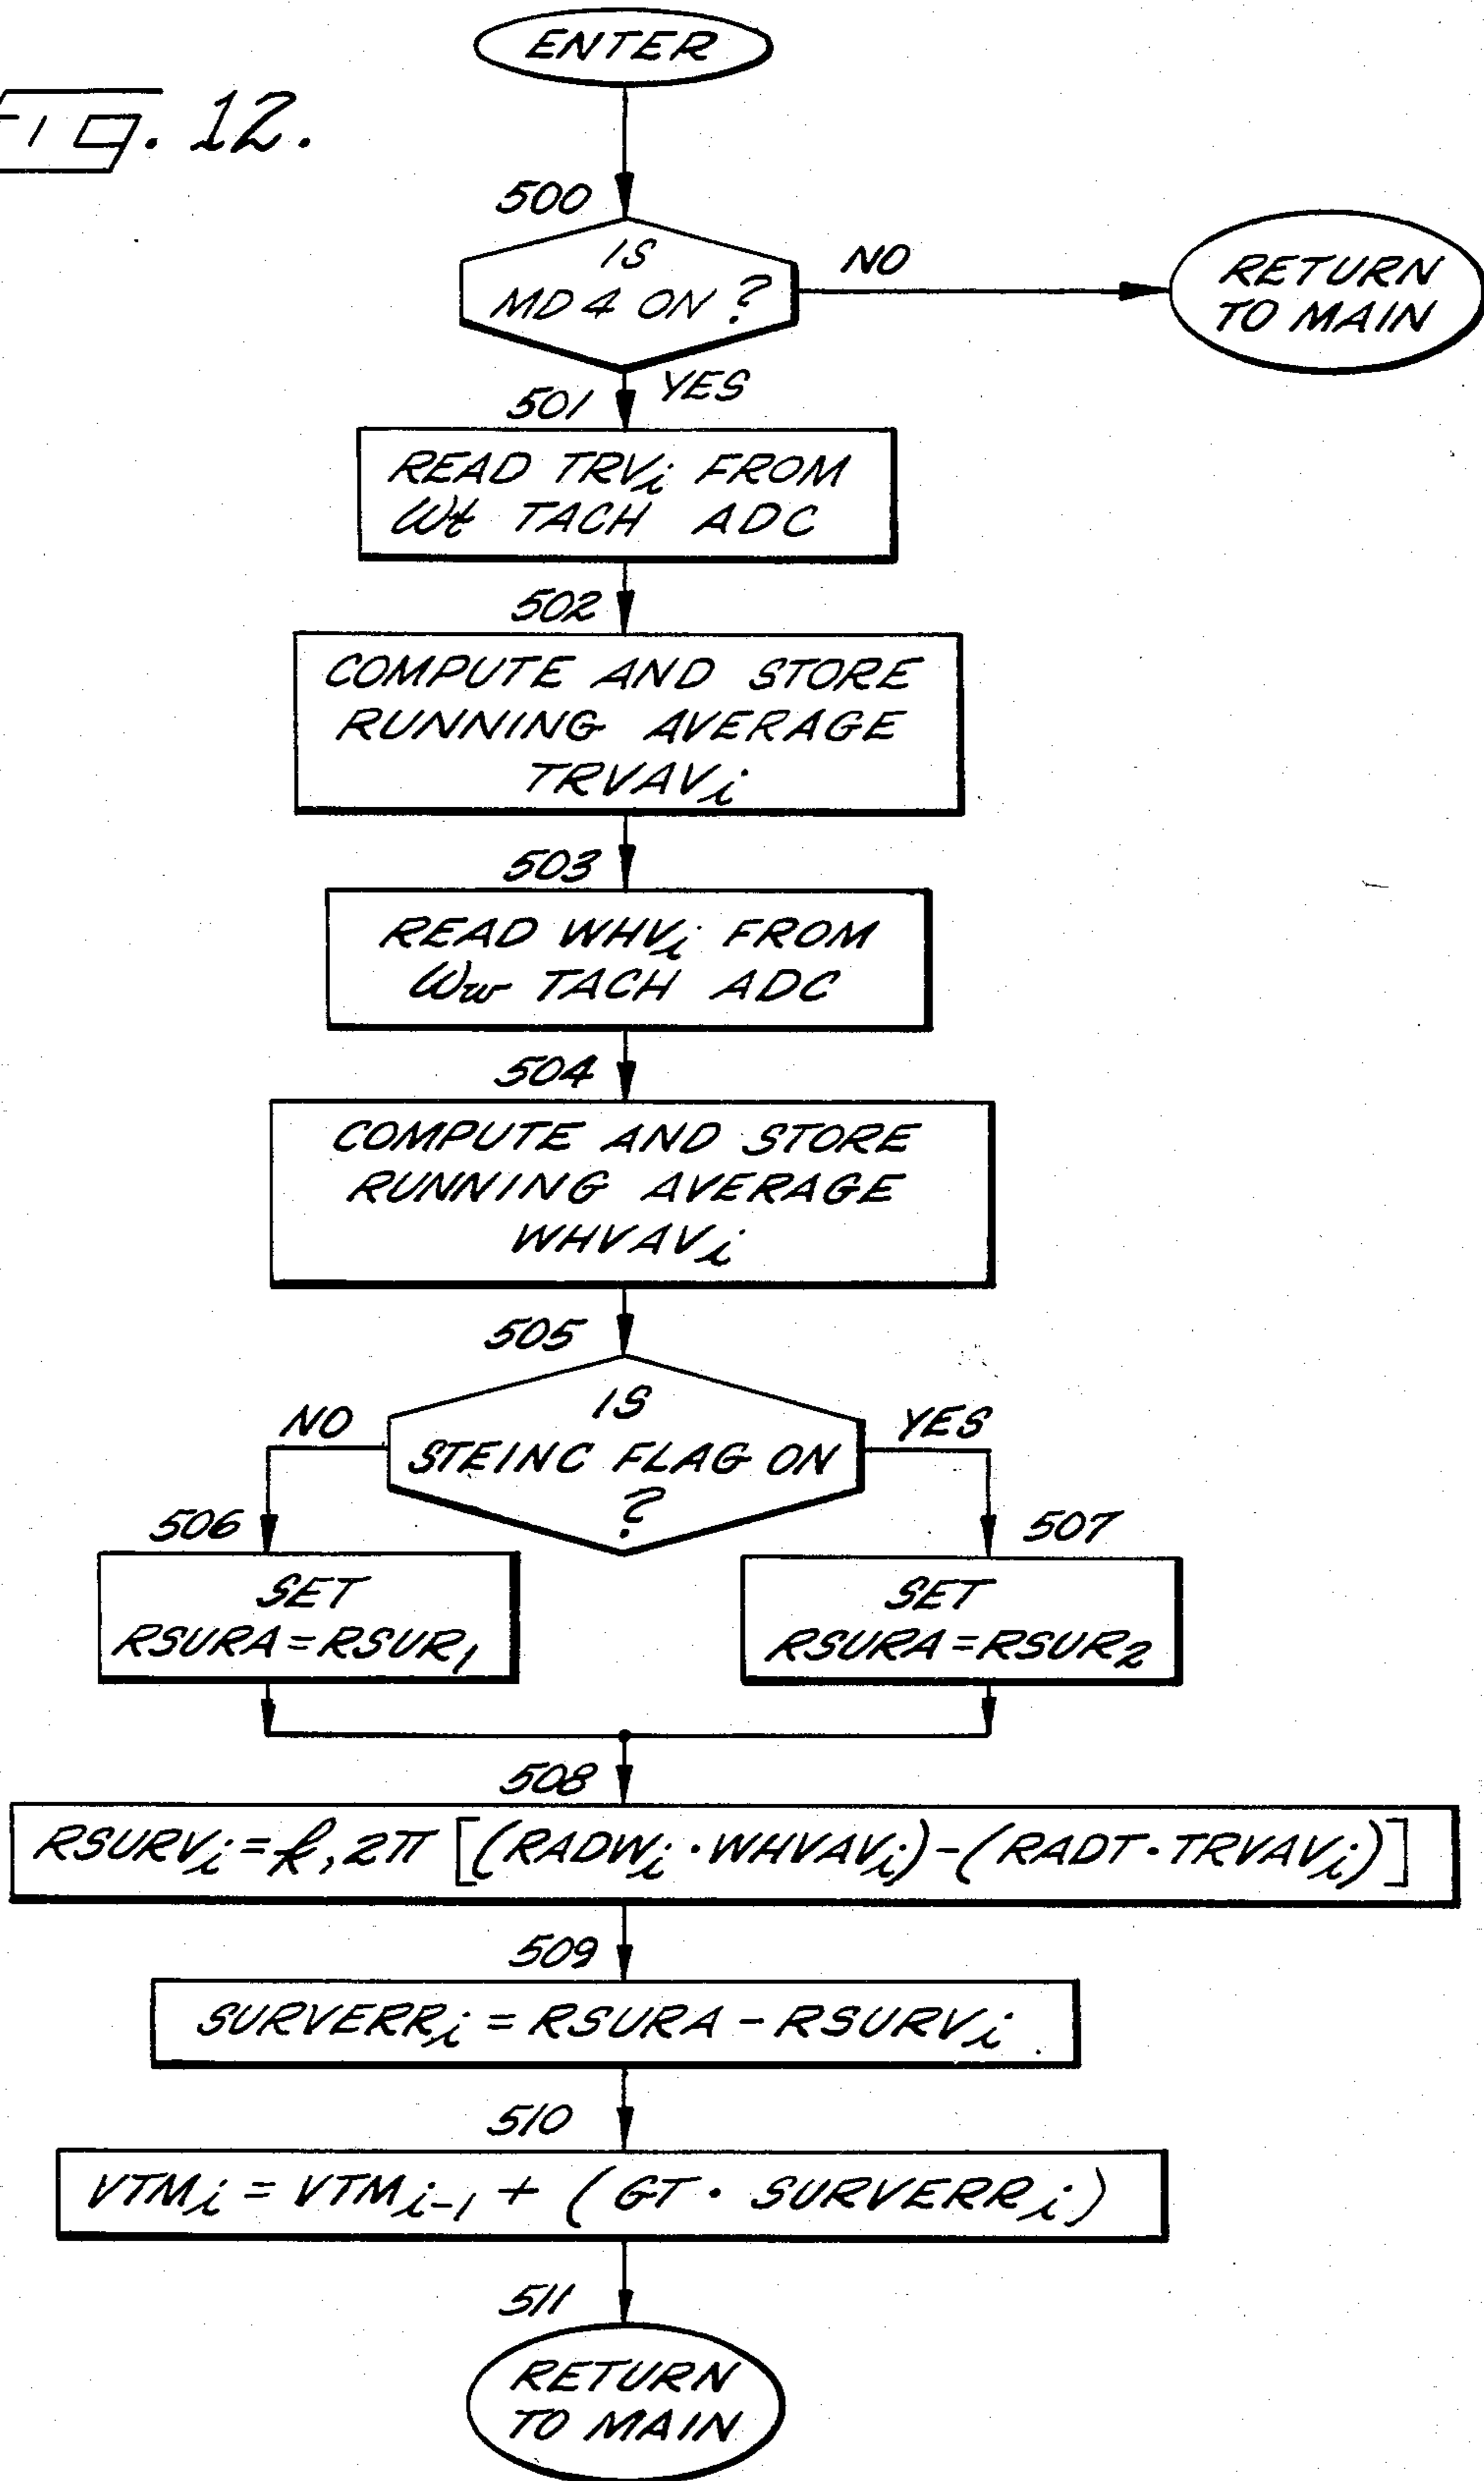 Fig. 12.
ENTER
500
IS
MD4 ON ?
NO
RETURN
TO MAIN
YES
501
READ TRVi FROM
ωt TACH ADC
502
COMPUTE AND STORE
RUNNING AVERAGE
TRVAVi
503
READ WHVi FROM
ωw TACH ADC
504
COMPUTE AND STORE
RUNNING AVERAGE
WHVAVi
505
IS
STEINC FLAG ON
?
NO
YES
506
SET
RSURA = RSUR1
507
SET
RSURA = RSUR2
508
RSURVi = k, 2π [(RADWi · WHVAVi) - (RADT · TRVAVi)]
509
SURVERRi = RSURA - RSURVi
510
VTMi = VTMi-1 + (GT · SURVERRi)
511
RETURN
TO MAIN